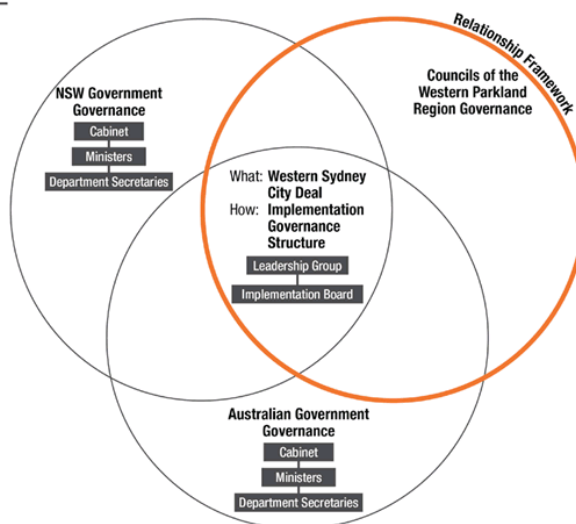 Relationship Framework
NSW Government
Governance
Cabinet
Ministers
Department Secretaries
Councils of the
Western Parkland
Region Governance
What: Western Sydney
City Deal
How: Implementation
Governance
Structure
Leadership Group
Implementation Board
Australian Government
Governance
Cabinet
Ministers
Department Secretaries